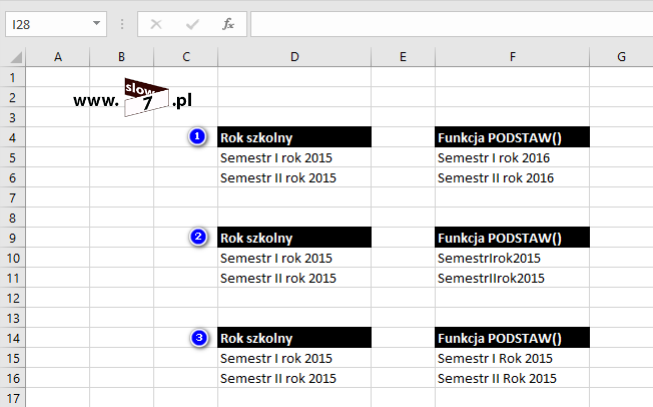 I28 fx
A B C D E F G
1
2 www.slow7.pl
3
4 1 Rok szkolny Funkcja PODSTAW()
5 Semestr I rok 2015 Semestr I rok 2016
6 Semestr II rok 2015 Semestr II rok 2016
7
8
9 2 Rok szkolny Funkcja PODSTAW()
10 Semestr I rok 2015 SemestrIrok2015
11 Semestr II rok 2015 SemestrIIrok2015
12
13
14 3 Rok szkolny Funkcja PODSTAW()
15 Semestr I rok 2015 Semestr I Rok 2015
16 Semestr II rok 2015 Semestr II Rok 2015
17